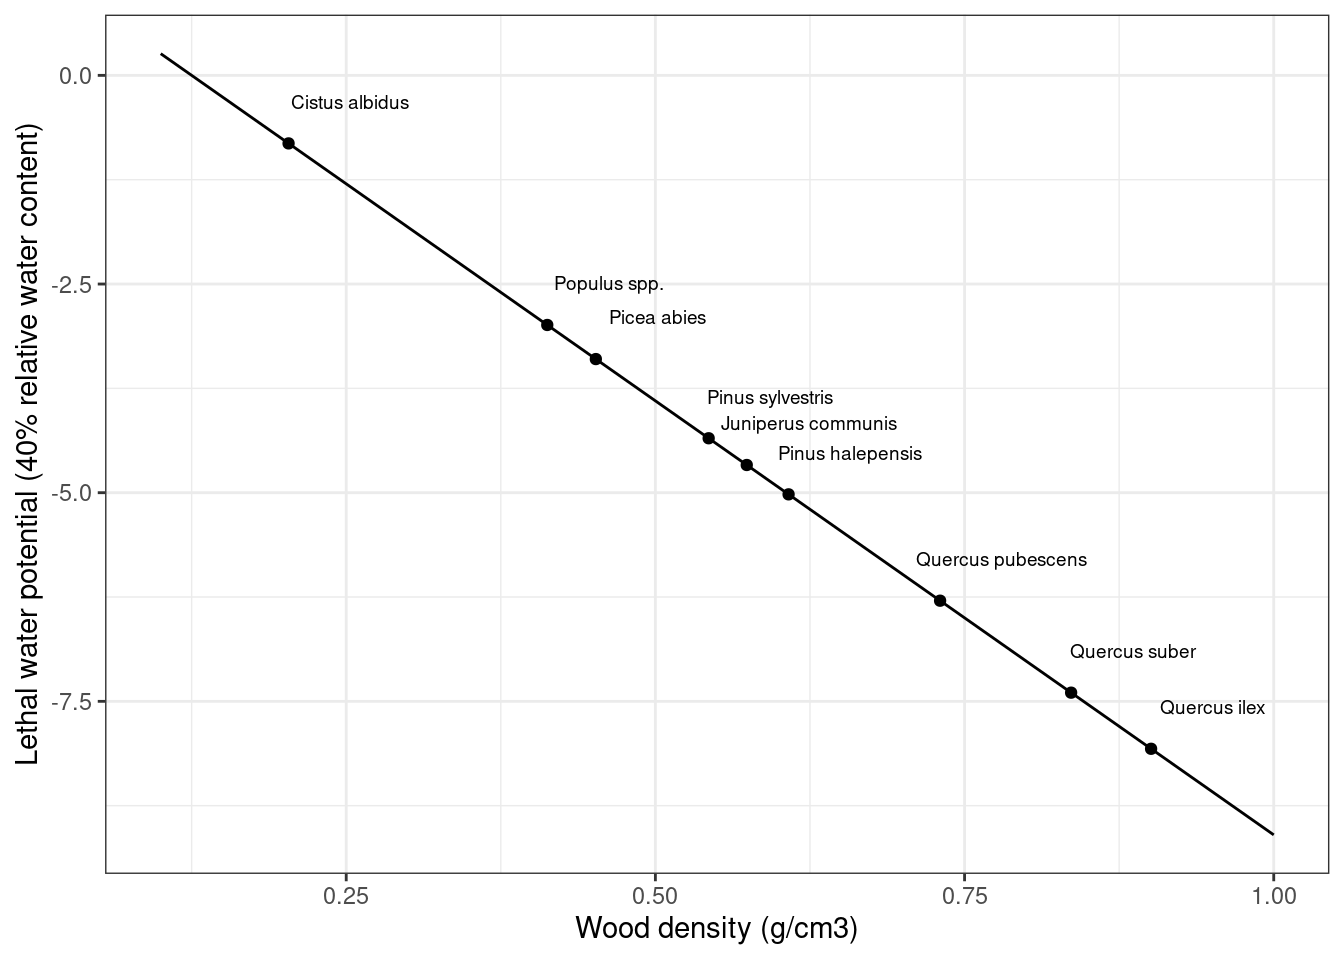 Lethal water potential (40% relative water content)
0.0
-2.5
-5.0
-7.5
Cistus albidus
Populus spp.
Picea abies
Pinus sylvestris
Juniperus communis
Pinus halepensis
Quercus pubescens
Quercus suber
Quercus ilex
0.25 0.50 0.75 1.00
Wood density (g/cm3)